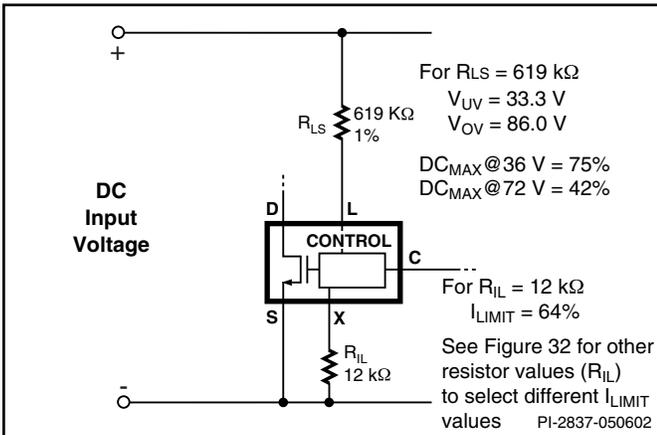 +
For RLS = 619 kΩ
VUV = 33.3 V
VOV = 86.0 V
RLS
619 KΩ
1%
DCMAX@36 V = 75%
DCMAX@72 V = 42%
DC
Input
Voltage
D
L
CONTROL
C
S
X
For RIL = 12 kΩ
ILIMIT = 64%
RIL
12 kΩ
See Figure 32 for other
resistor values (RIL)
to select different ILIMIT
values
PI-2837-050602
-